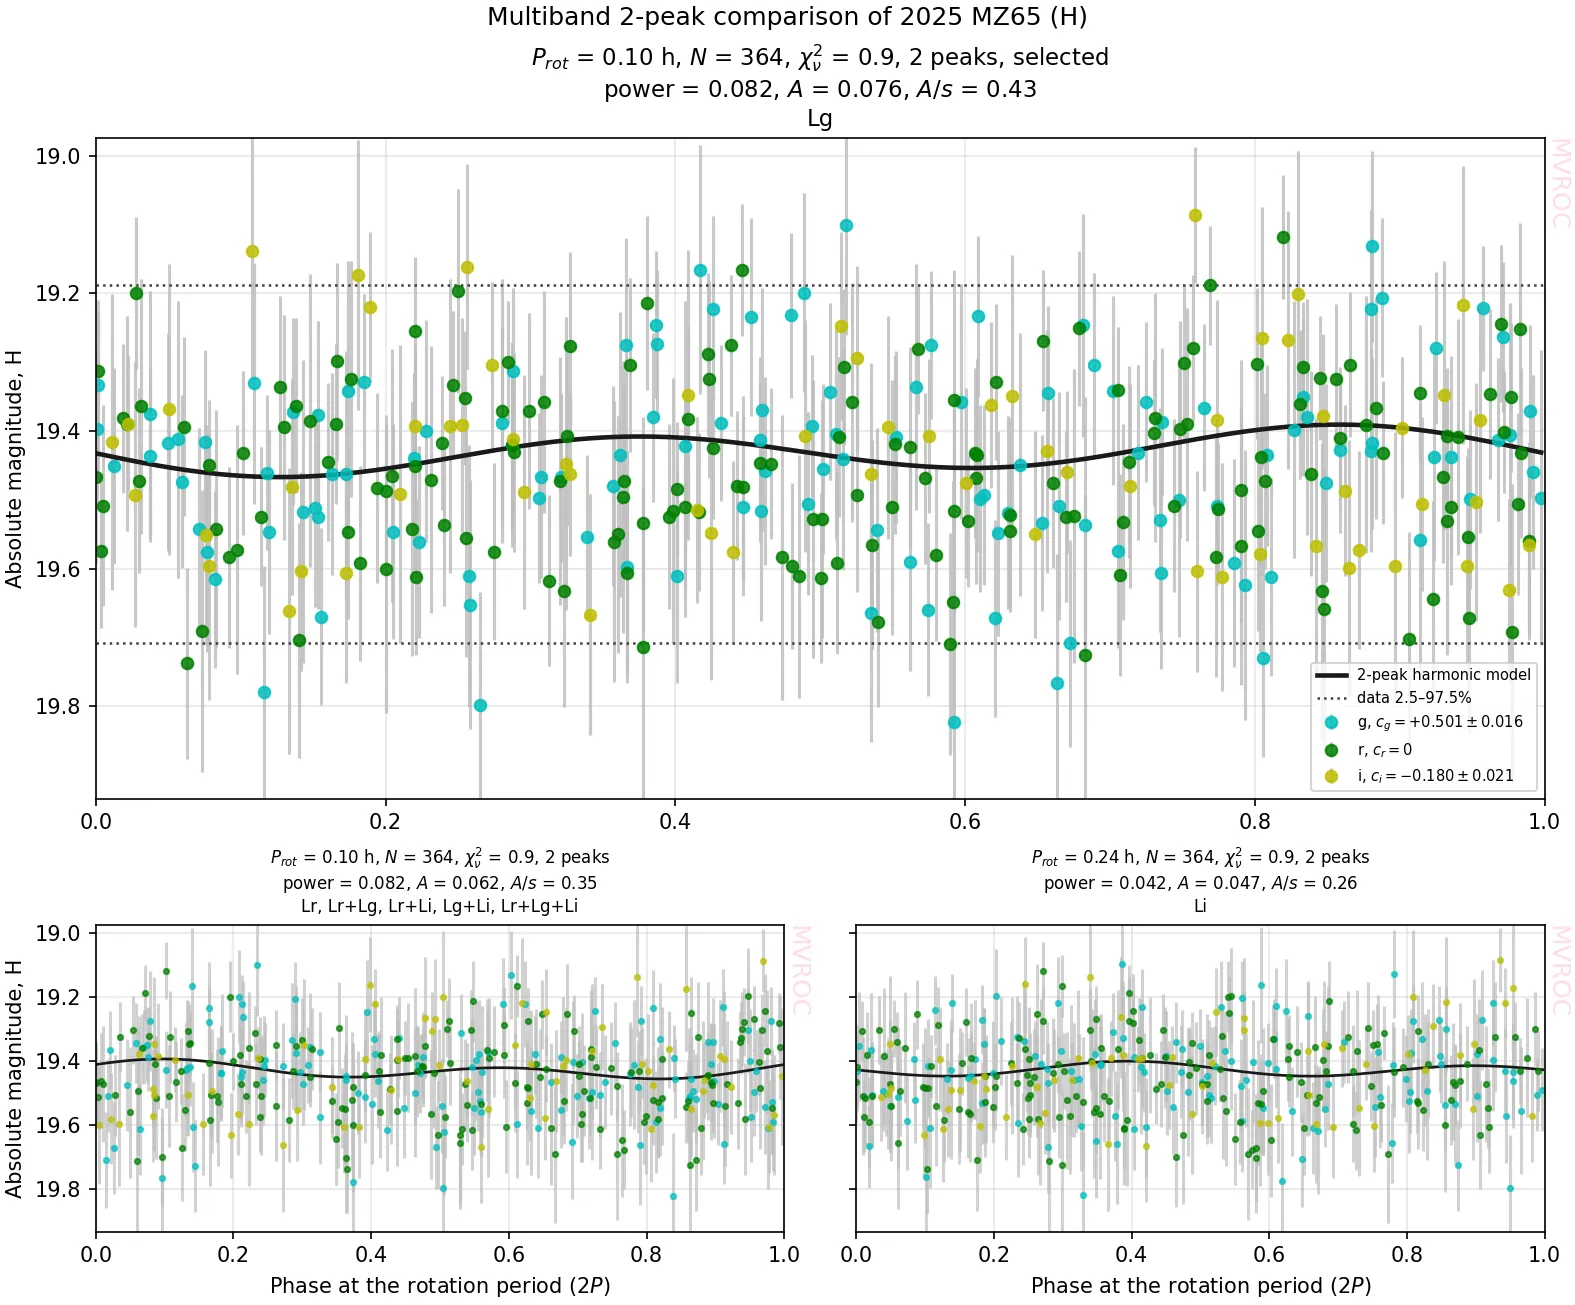 Multiband 2-peak comparison of 2025 MZ65 (H)
P_rot = 0.10 h, N = 364, χ²_ν = 0.9, 2 peaks, selected
power = 0.082, A = 0.076, A/s = 0.43
Lg
MVROC
19.0
19.2
19.4
19.6
19.8
Absolute magnitude, H
2-peak harmonic model
data 2.5–97.5%
g, c_g = +0.501 ± 0.016
r, c_r = 0
i, c_i = −0.180 ± 0.021
0.0 0.2 0.4 0.6 0.8 1.0
P_rot = 0.10 h, N = 364, χ²_ν = 0.9, 2 peaks
power = 0.082, A = 0.062, A/s = 0.35
Lr, Lr+Lg, Lr+Li, Lg+Li, Lr+Lg+Li
MVROC
19.0
19.2
19.4
19.6
19.8
Absolute magnitude, H
0.0 0.2 0.4 0.6 0.8 1.0
Phase at the rotation period (2P)
P_rot = 0.24 h, N = 364, χ²_ν = 0.9, 2 peaks
power = 0.042, A = 0.047, A/s = 0.26
Li
MVROC
0.0 0.2 0.4 0.6 0.8 1.0
Phase at the rotation period (2P)